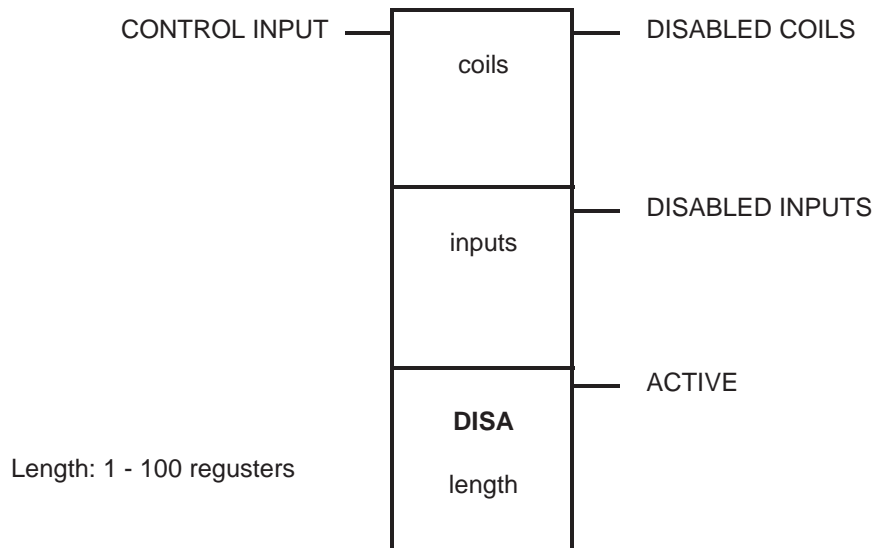 CONTROL INPUT
DISABLED COILS
coils
DISABLED INPUTS
inputs
ACTIVE
DISA
Length: 1 - 100 regusters
length